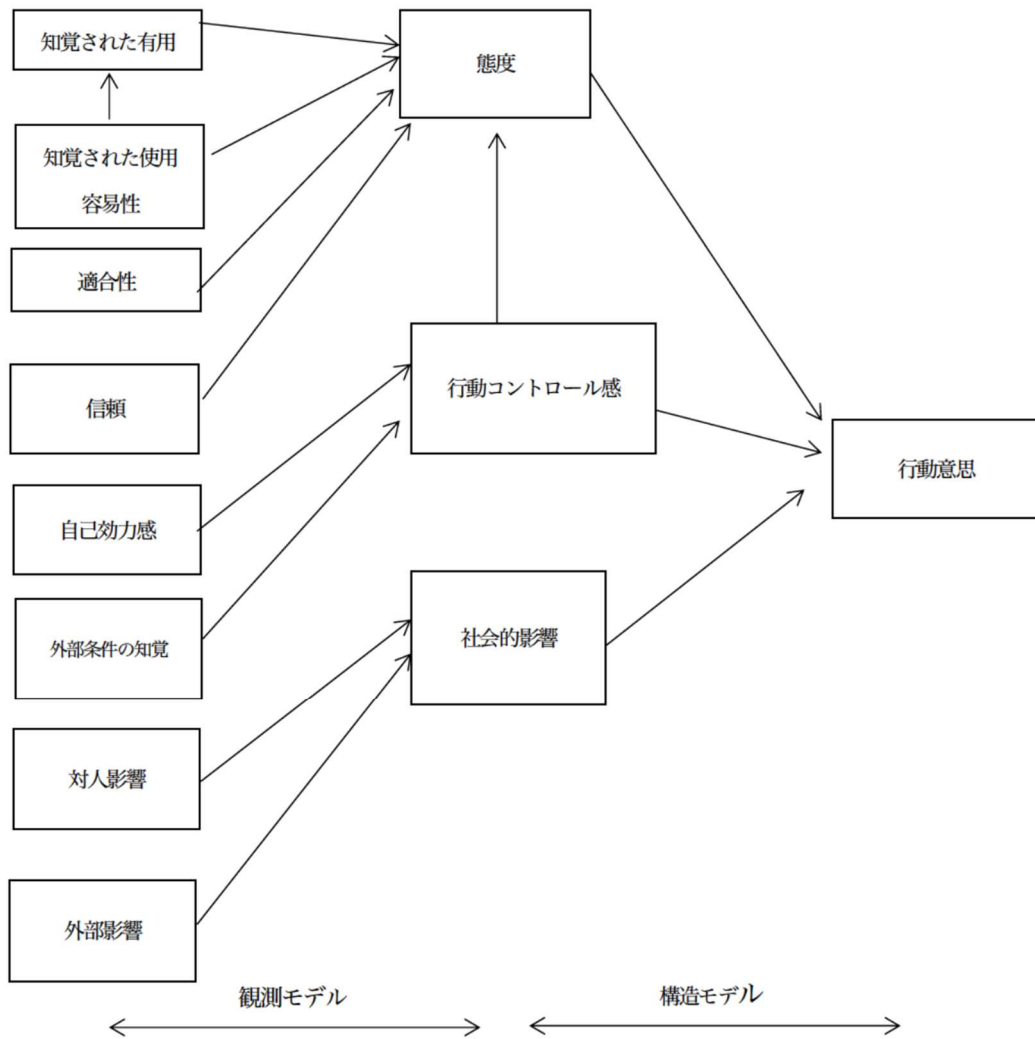 知覚された有用
態度
知覚された使用
容易性
適合性
信頼
行動コントロール感
行動意思
自己効力感
外部条件の知覚
社会的影響
対人影響
外部影響
観測モデル
構造モデル